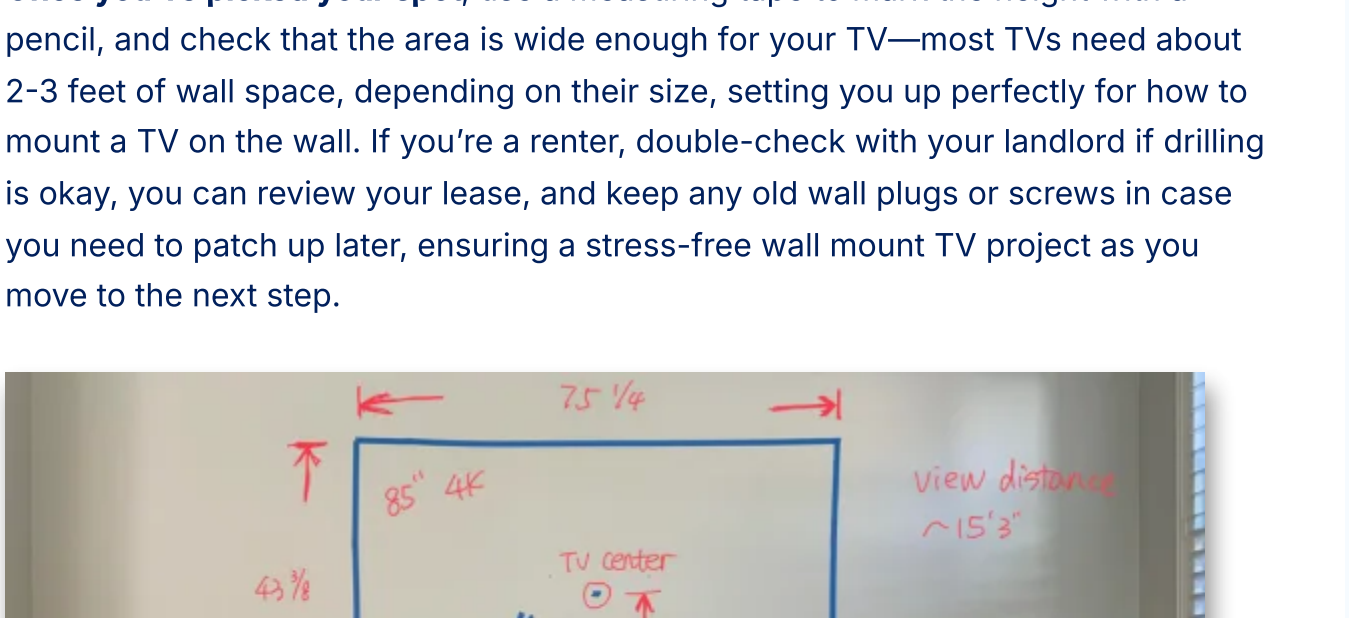 pencil, and check that the area is wide enough for your TV—most TVs need about
2-3 feet of wall space, depending on their size, setting you up perfectly for how to
mount a TV on the wall. If you’re a renter, double-check with your landlord if drilling
is okay, you can review your lease, and keep any old wall plugs or screws in case
you need to patch up later, ensuring a stress-free wall mount TV project as you
move to the next step.
75 1/4
85" 4K
view distance
~15'3"
TV center
43 3/8